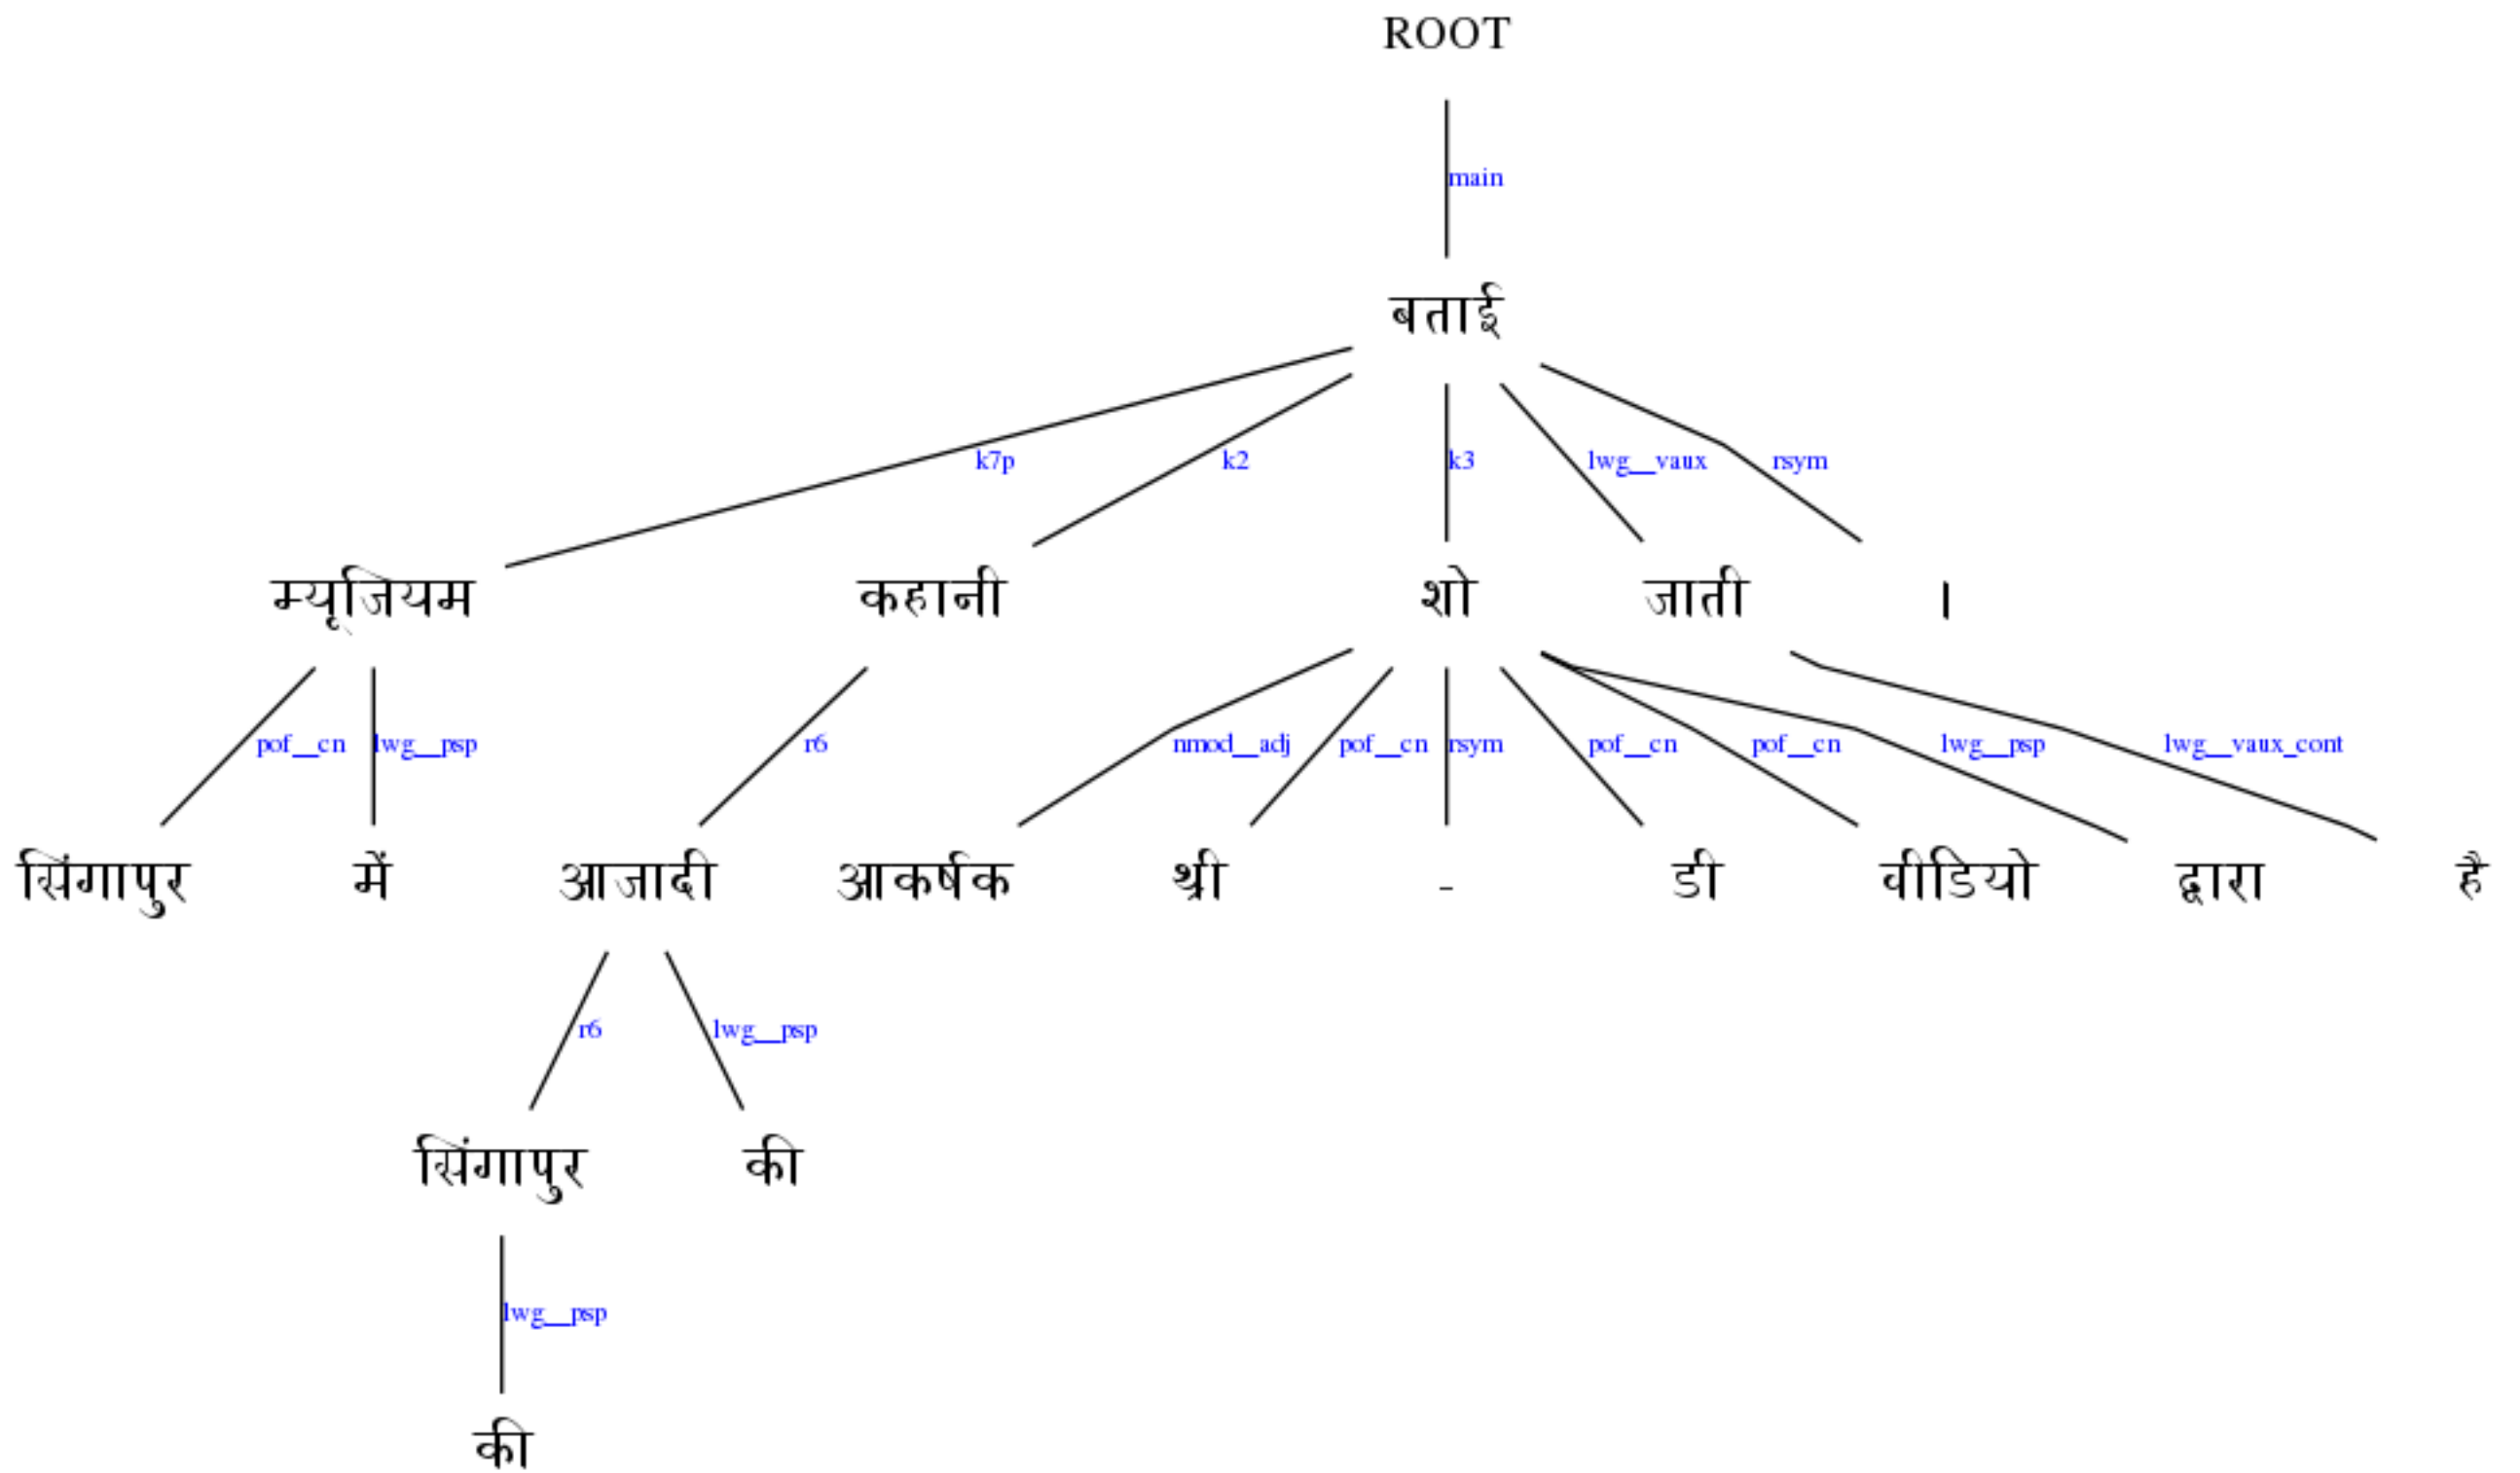 ROOT
main
बताई
k7p k2 k3 lwg__vaux rsym
म्यूजियम कहानी शो जाती ।
pof__cn lwg__psp r6 nmod__adj pof__cn rsym pof__cn pof__cn lwg__psp lwg__vaux_cont
सिंगापुर में आजादी आकर्षक थ्री - डी वीडियो द्वारा है
r6 lwg__psp
सिंगापुर की
lwg__psp
की